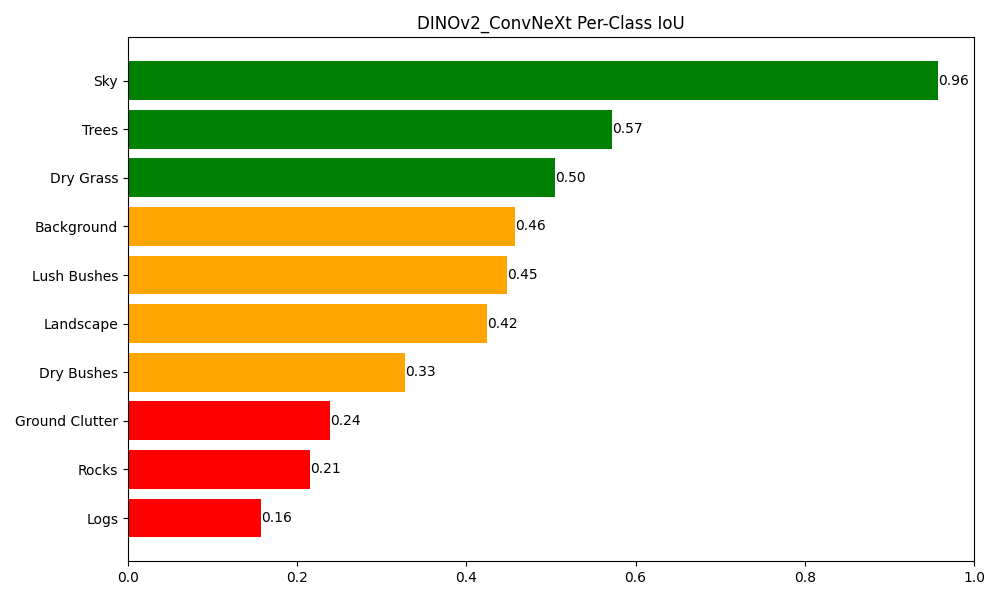 DINOv2_ConvNeXt Per-Class IoU
Sky 0.96
Trees 0.57
Dry Grass 0.50
Background 0.46
Lush Bushes 0.45
Landscape 0.42
Dry Bushes 0.33
Ground Clutter 0.24
Rocks 0.21
Logs 0.16
0.0 0.2 0.4 0.6 0.8 1.0